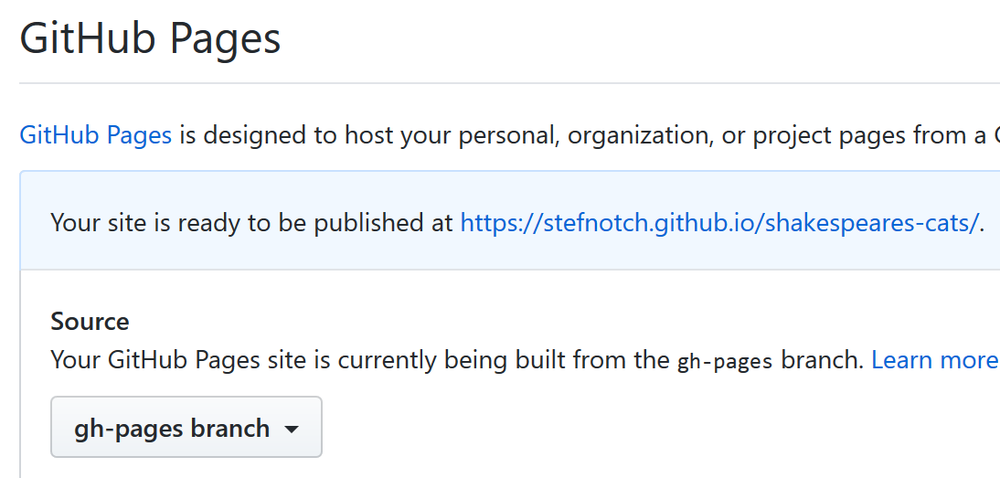 GitHub Pages
GitHub Pages is designed to host your personal, organization, or project pages from a
Your site is ready to be published at https://stefnotch.github.io/shakespeares-cats/.
Source
Your GitHub Pages site is currently being built from the gh-pages branch. Learn more
gh-pages branch